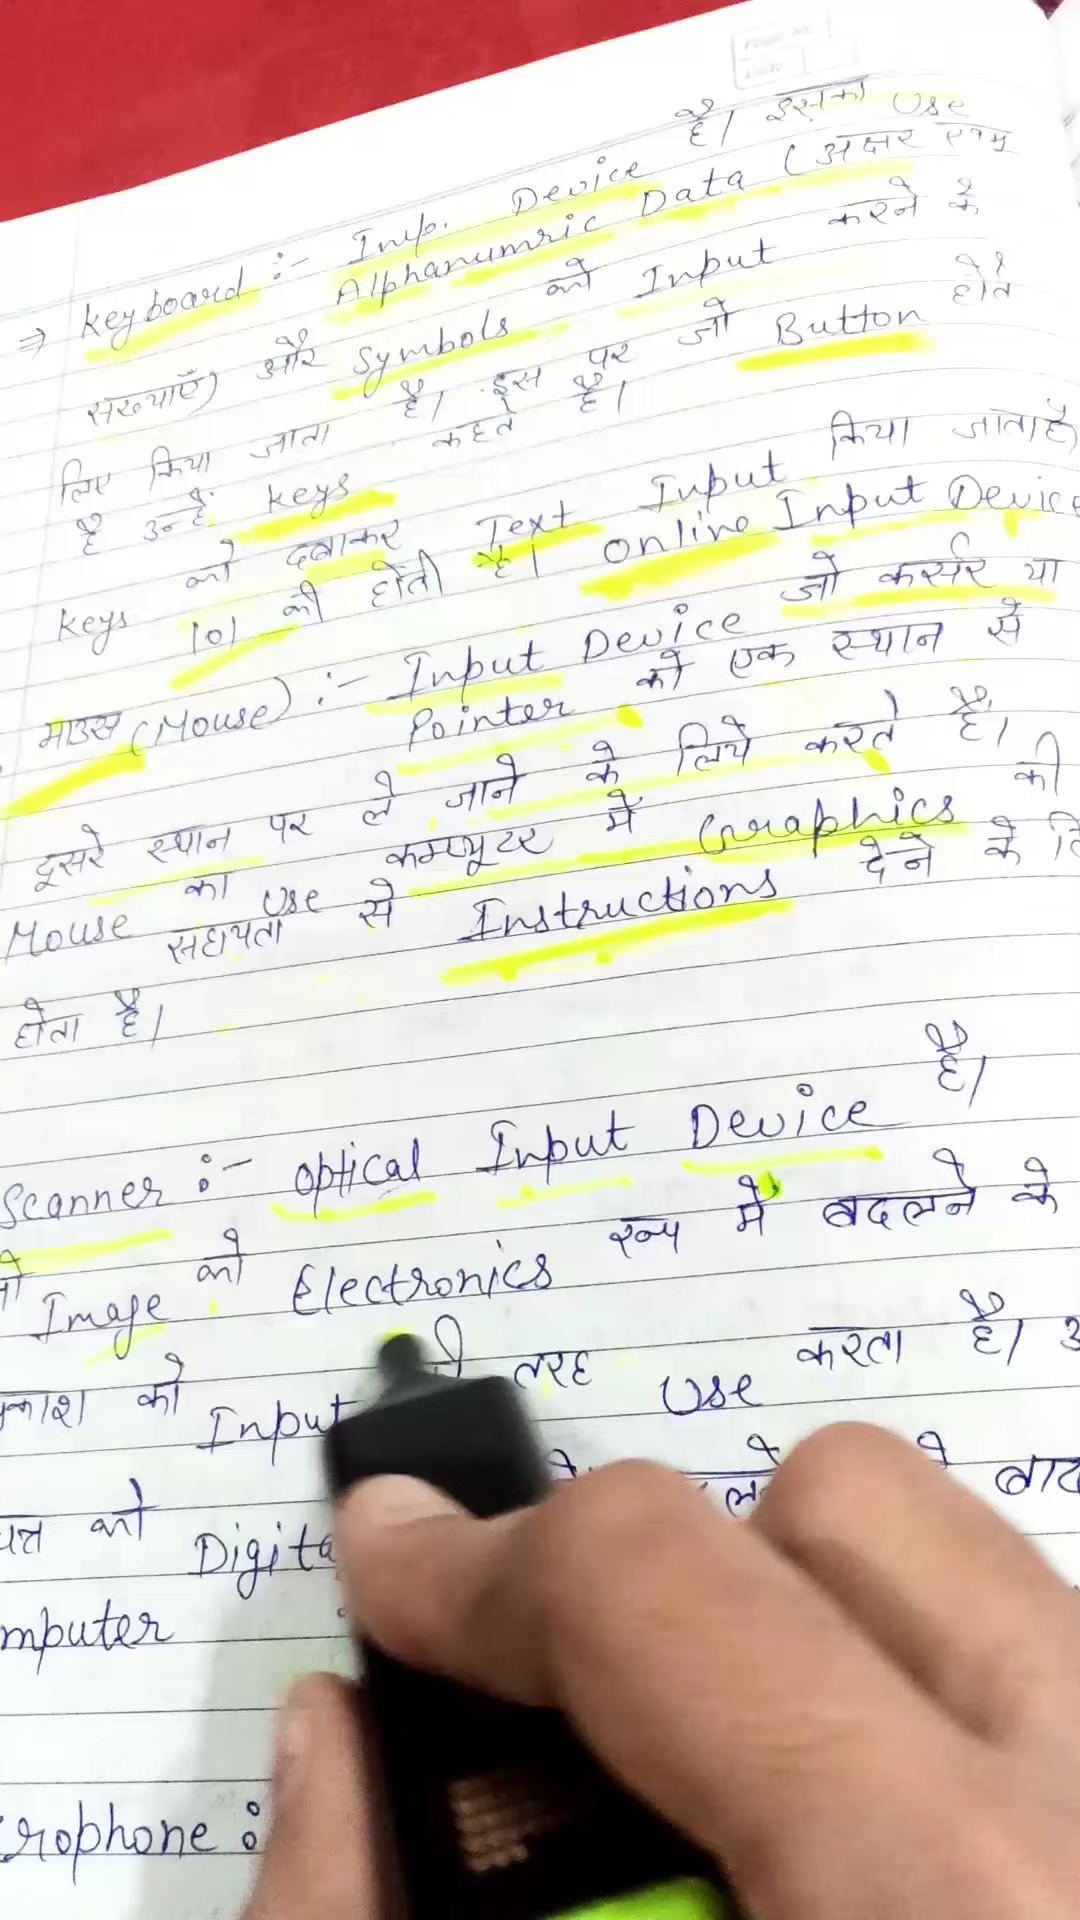 ⇒ Keyboard :- Inp. Device है। इसका Use
Alphanumric Data (अक्षर एवम्
संख्याएँ) और Symbols को Input करने के
लिए किया जाता है। इस पर जो Button होते
है उन्हें keys कहते है।
keys को दबाकर Text Input किया जाता है
101 की होती है। Online Input Device
माउस (Mouse) :- Input Device जो कर्सर या
Pointer को एक स्थान से
दूसरे स्थान पर ले जाने के लिये करते हैं।
Mouse का Use कम्प्यूटर में Graphics की
सहायता से Instructions देने के
होता है।
Scanner :- Optical Input Device है।
Image को Electronics रूप में बदलने के
को Input की तरह Use करता है।
को Digita बाद
mputer
rophone :